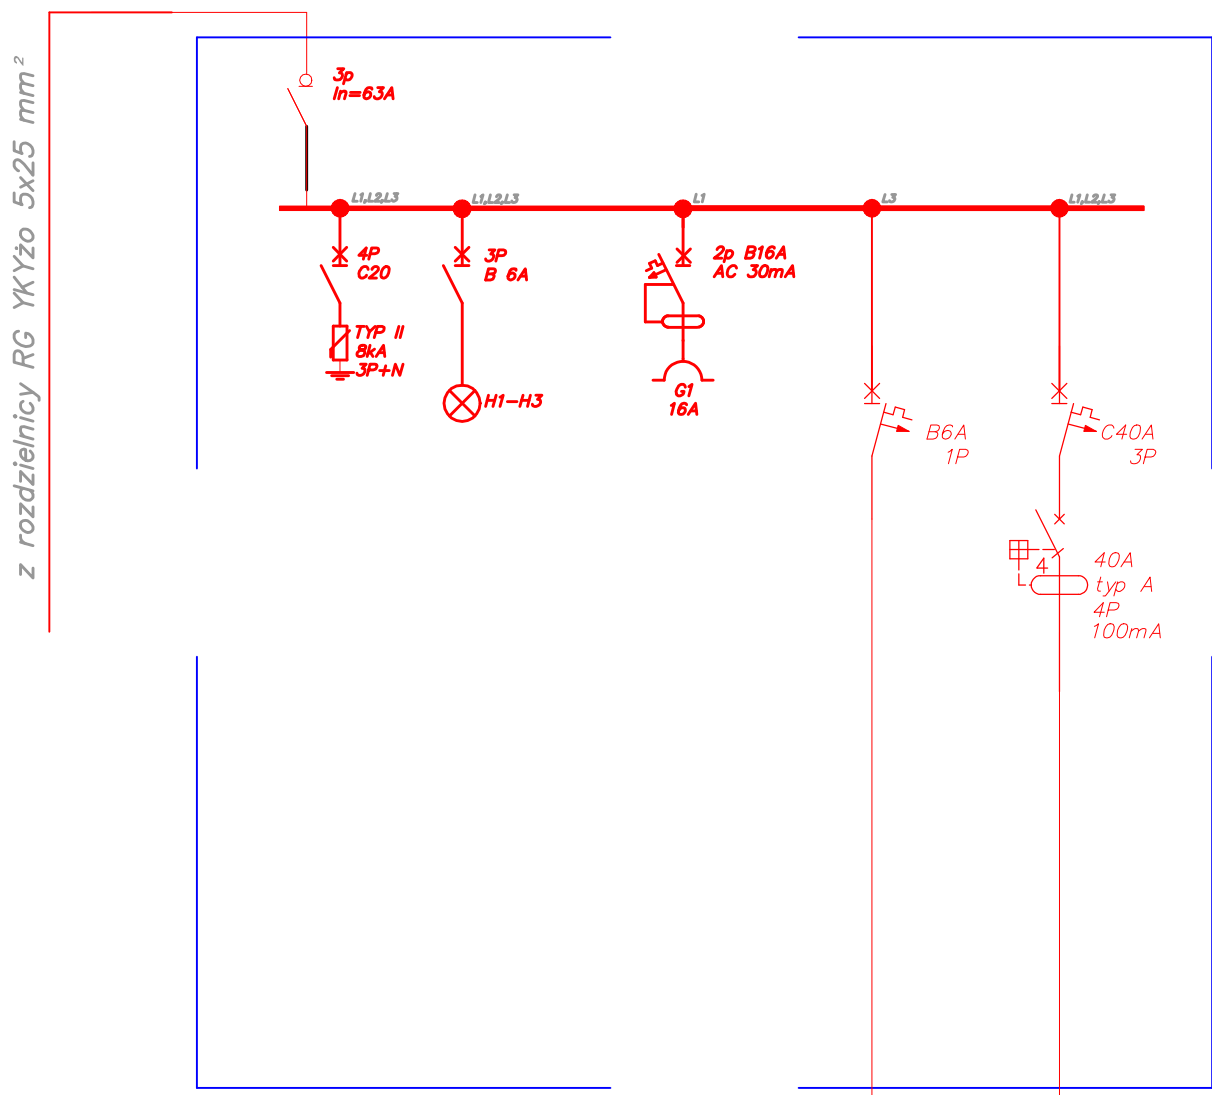 z rozdzielnicy RG YKYżo 5x25 mm²
3p
In=63A
L1,L2,L3
L1,L2,L3
L1
L3
L1,L2,L3
4P
C20
3P
B 6A
2p B16A
AC 30mA
TYP II
8kA
3P+N
H1-H3
G1
16A
B6A
1P
C40A
3P
4
40A
typ A
4P
100mA